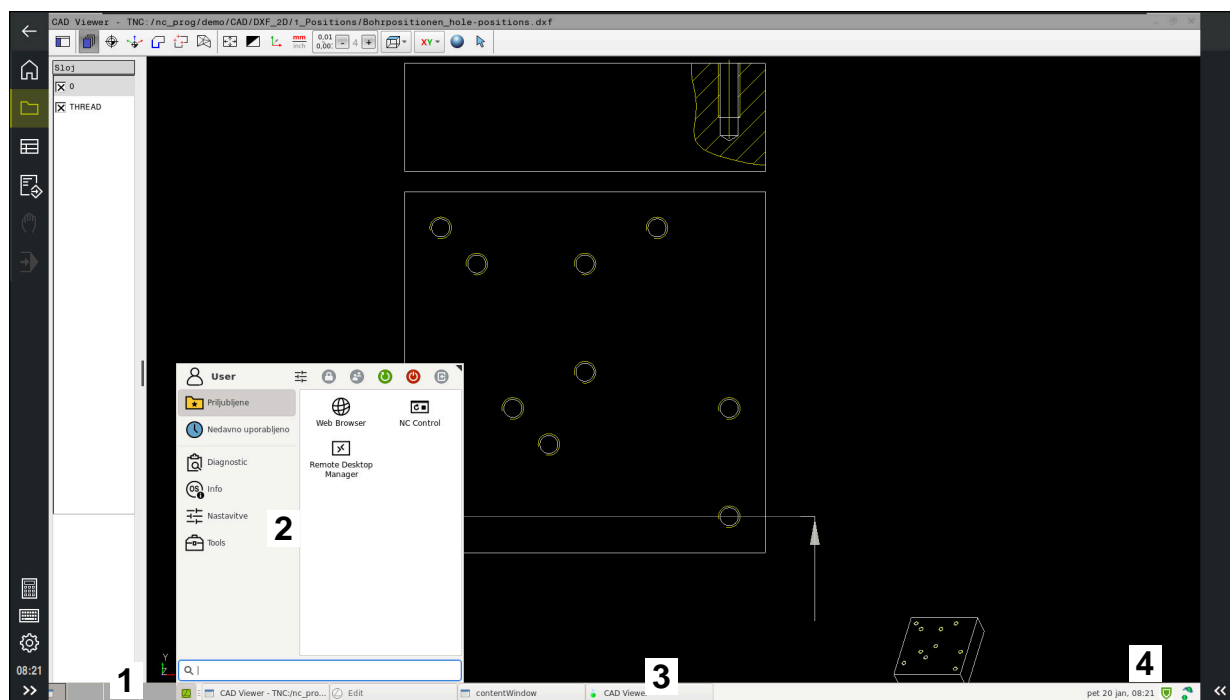 CAD Viewer - TNC:/nc_prog/demo/CAD/DXF_2D/1_Positions/Bohrpositionen_hole-positions.dxf
mm
inch
0,01
0,00
4
XY
Sloj
0
THREAD
User
Priljubljene
Nedavno uporabljeno
Diagnostic
OS
Info
Nastavitve
Tools
Web Browser
NC Control
Remote Desktop
Manager
2
Y
Z
08:21
1
CAD Viewer - TNC:/nc_pro...
Edit
contentWindow
3
CAD Viewe
4
pet 20 jan, 08:21